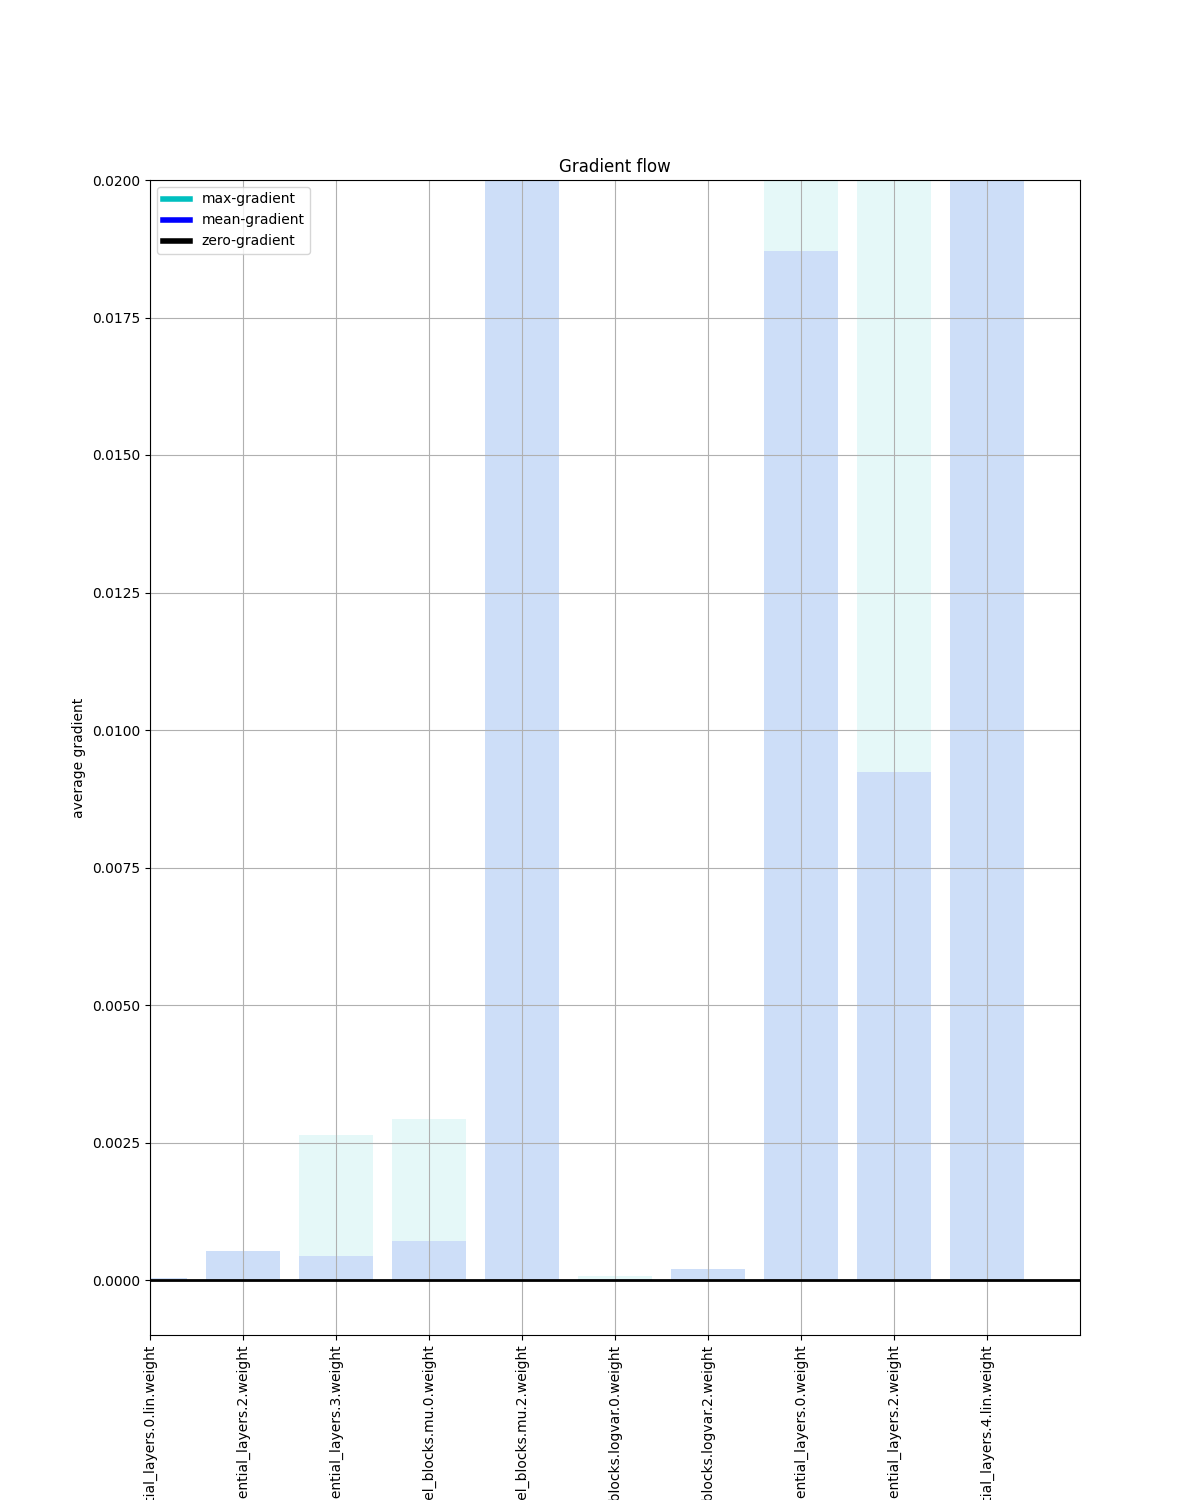 Gradient flow
max-gradient
mean-gradient
zero-gradient
0.0200
0.0175
0.0150
0.0125
0.0100
0.0075
0.0050
0.0025
0.0000
average gradient
tial_layers.0.lin.weight
ential_layers.2.weight
ential_layers.3.weight
el_blocks.mu.0.weight
el_blocks.mu.2.weight
blocks.logvar.0.weight
blocks.logvar.2.weight
ential_layers.0.weight
ential_layers.2.weight
tial_layers.4.lin.weight